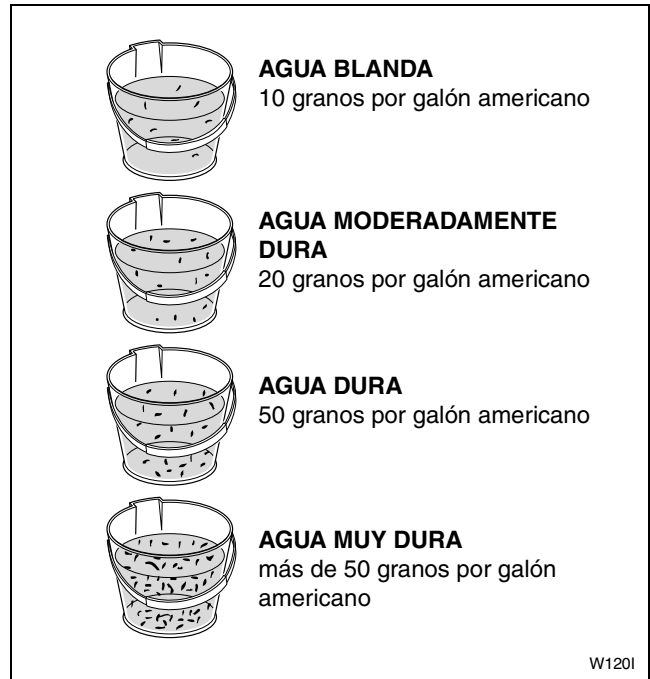 AGUA BLANDA
10 granos por galón americano
AGUA MODERADAMENTE
DURA
20 granos por galón americano
AGUA DURA
50 granos por galón americano
AGUA MUY DURA
más de 50 granos por galón
americano
W120I